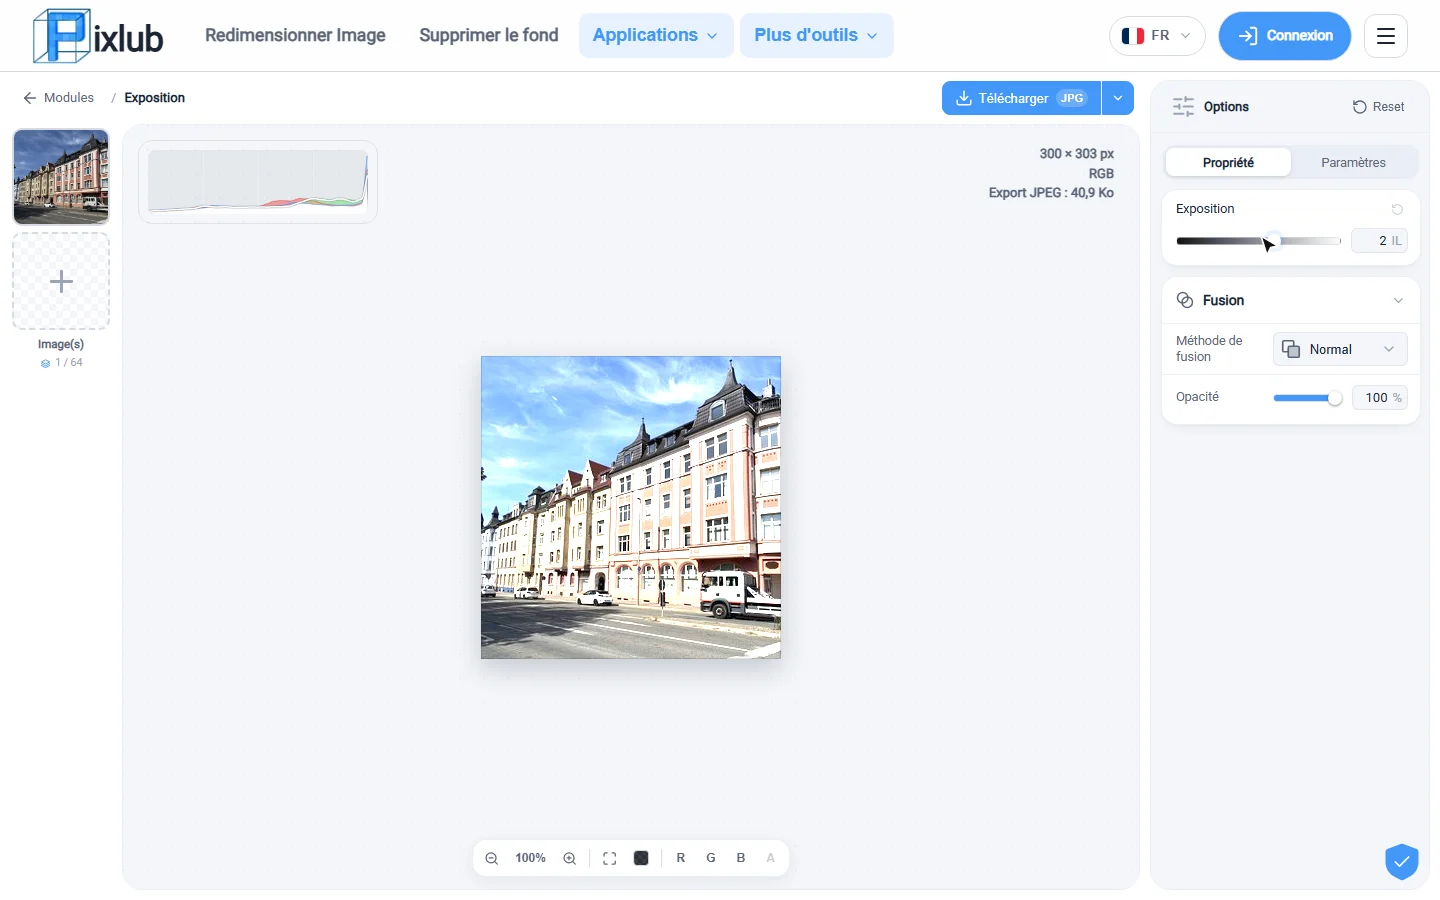 Pixlub
Redimensionner Image
Supprimer le fond
Applications
Plus d'outils
FR
Connexion
Modules / Exposition
Télécharger JPG
Options
Reset
300 × 303 px
RGB
Export JPEG : 40,9 Ko
Propriété
Paramètres
Exposition
2 IL
Fusion
Méthode de
fusion
Normal
Opacité
100 %
Image(s)
1 / 64
100%
R
G
B
A